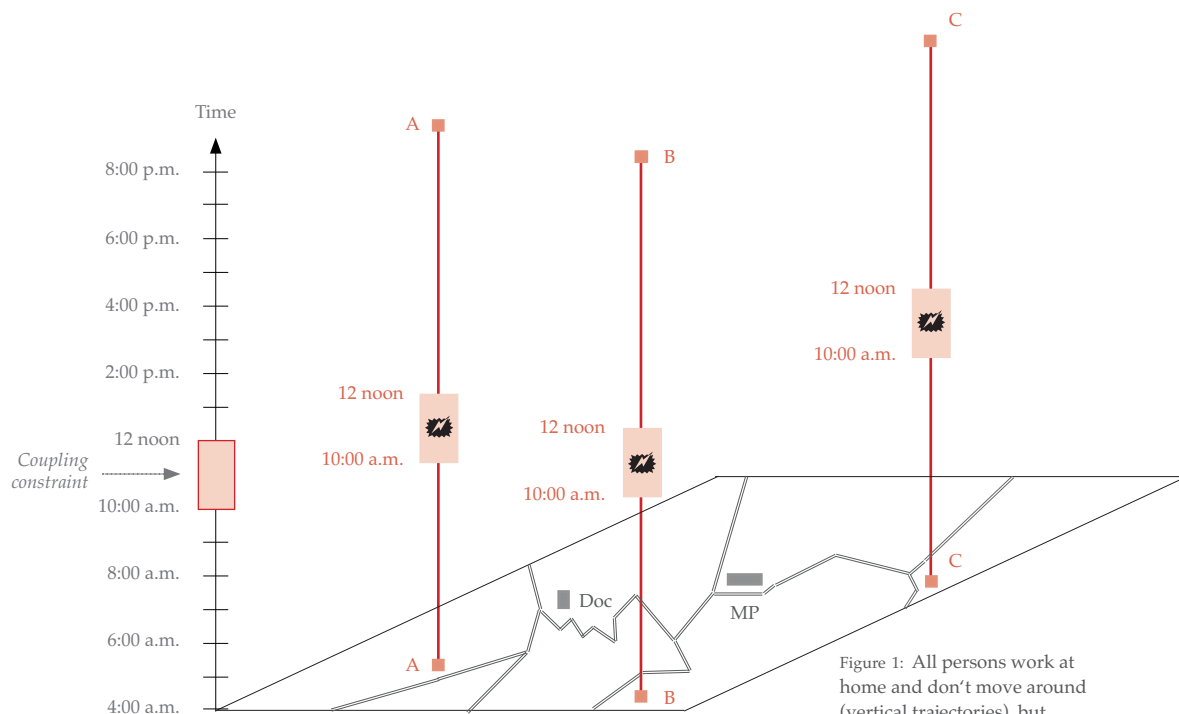 C
Time
A
B
8:00 p.m.
6:00 p.m.
4:00 p.m.
2:00 p.m.
12 noon
Coupling
constraint
10:00 a.m.
8:00 a.m.
6:00 a.m.
4:00 a.m.
12 noon
10:00 a.m.
12 noon
10:00 a.m.
12 noon
10:00 a.m.
Doc
MP
C
A
B
Figure 1: All persons work at
home and don't move around
(vertical trajectories), but